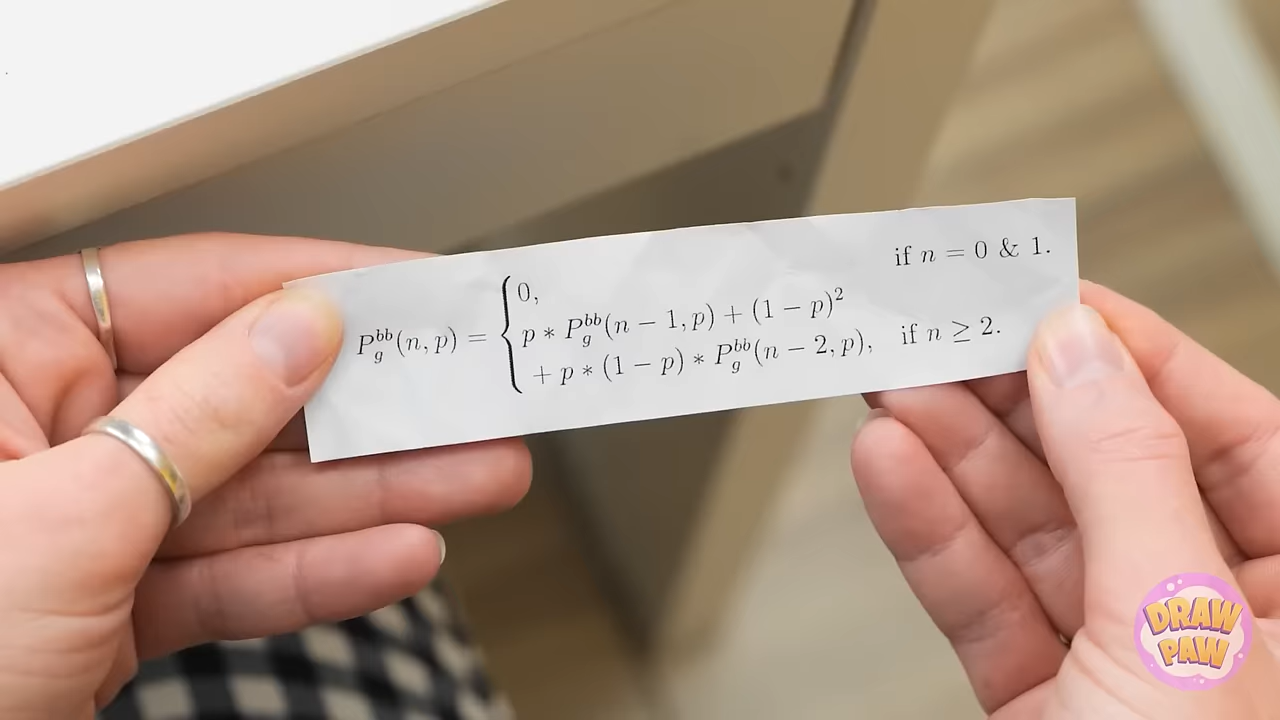 P_g^{bb}(n, p) = { 0, if n = 0 & 1.
p * P_g^{bb}(n − 1, p) + (1 − p)^2
+ p * (1 − p) * P_g^{bb}(n − 2, p), if n ≥ 2.
DRAW
PAW